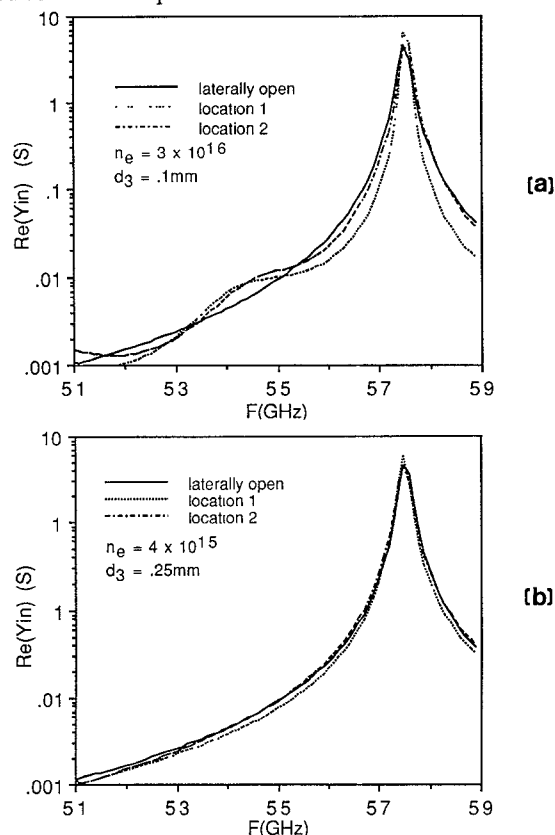 10
laterally open
location 1
location 2
n_e = 3 x 10^16
d_3 = .1mm
1
.1
.01
.001
Re(Yin) (S)
51 53 55 57 59
F(GHz)
[a]
10
laterally open
location 1
location 2
n_e = 4 x 10^15
d_3 = .25mm
1
.1
.01
.001
Re(Yin) (S)
51 53 55 57 59
F(GHz)
[b]